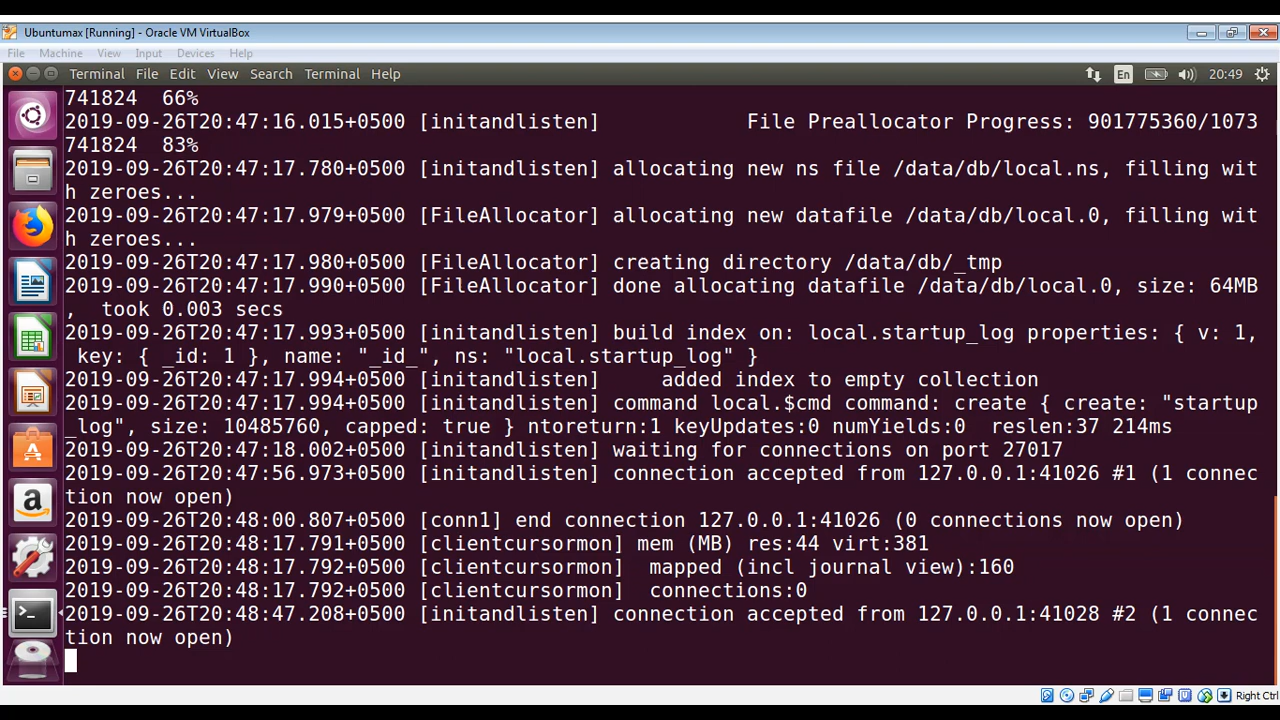 Ubuntumax [Running] - Oracle VM VirtualBox
File Machine View Input Devices Help
Terminal File Edit View Search Terminal Help En 20:49
741824  66%
2019-09-26T20:47:16.015+0500 [initandlisten]            File Preallocator Progress: 901775360/1073
741824  83%
2019-09-26T20:47:17.780+0500 [initandlisten] allocating new ns file /data/db/local.ns, filling wit
h zeroes...
2019-09-26T20:47:17.979+0500 [FileAllocator] allocating new datafile /data/db/local.0, filling wit
h zeroes...
2019-09-26T20:47:17.980+0500 [FileAllocator] creating directory /data/db/_tmp
2019-09-26T20:47:17.990+0500 [FileAllocator] done allocating datafile /data/db/local.0, size: 64MB
,  took 0.003 secs
2019-09-26T20:47:17.993+0500 [initandlisten] build index on: local.startup_log properties: { v: 1,
 key: { _id: 1 }, name: "_id_", ns: "local.startup_log" }
2019-09-26T20:47:17.994+0500 [initandlisten]     added index to empty collection
2019-09-26T20:47:17.994+0500 [initandlisten] command local.$cmd command: create { create: "startup
_log", size: 10485760, capped: true } ntoreturn:1 keyUpdates:0 numYields:0  reslen:37 214ms
2019-09-26T20:47:18.002+0500 [initandlisten] waiting for connections on port 27017
2019-09-26T20:47:56.973+0500 [initandlisten] connection accepted from 127.0.0.1:41026 #1 (1 connec
tion now open)
2019-09-26T20:48:00.807+0500 [conn1] end connection 127.0.0.1:41026 (0 connections now open)
2019-09-26T20:48:17.791+0500 [clientcursormon] mem (MB) res:44 virt:381
2019-09-26T20:48:17.792+0500 [clientcursormon]  mapped (incl journal view):160
2019-09-26T20:48:17.792+0500 [clientcursormon]  connections:0
2019-09-26T20:48:47.208+0500 [initandlisten] connection accepted from 127.0.0.1:41028 #2 (1 connec
tion now open)
Right Ctrl